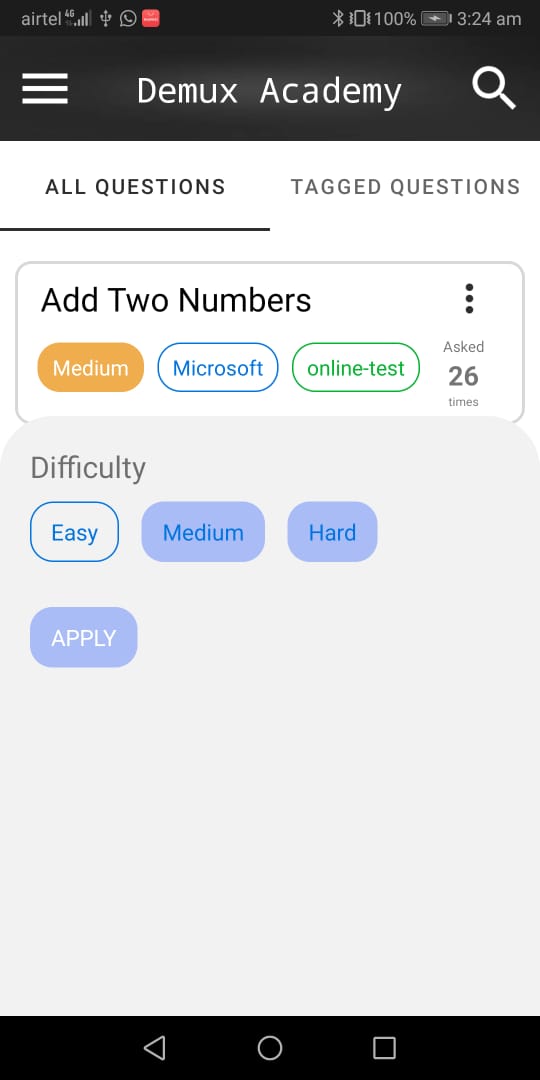 airtel 4G 100% 3:24 am
Demux Academy
ALL QUESTIONS TAGGED QUESTIONS
Add Two Numbers
Medium Microsoft online-test
Asked
26
times
Difficulty
Easy Medium Hard
APPLY